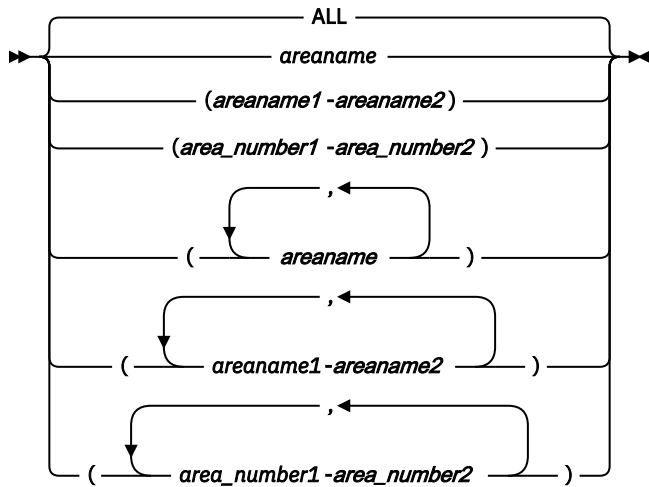 ALL
areaname
(areaname1-areaname2)
(area_number1-area_number2)
,
( areaname )
,
( areaname1-areaname2 )
,
( area_number1-area_number2 )